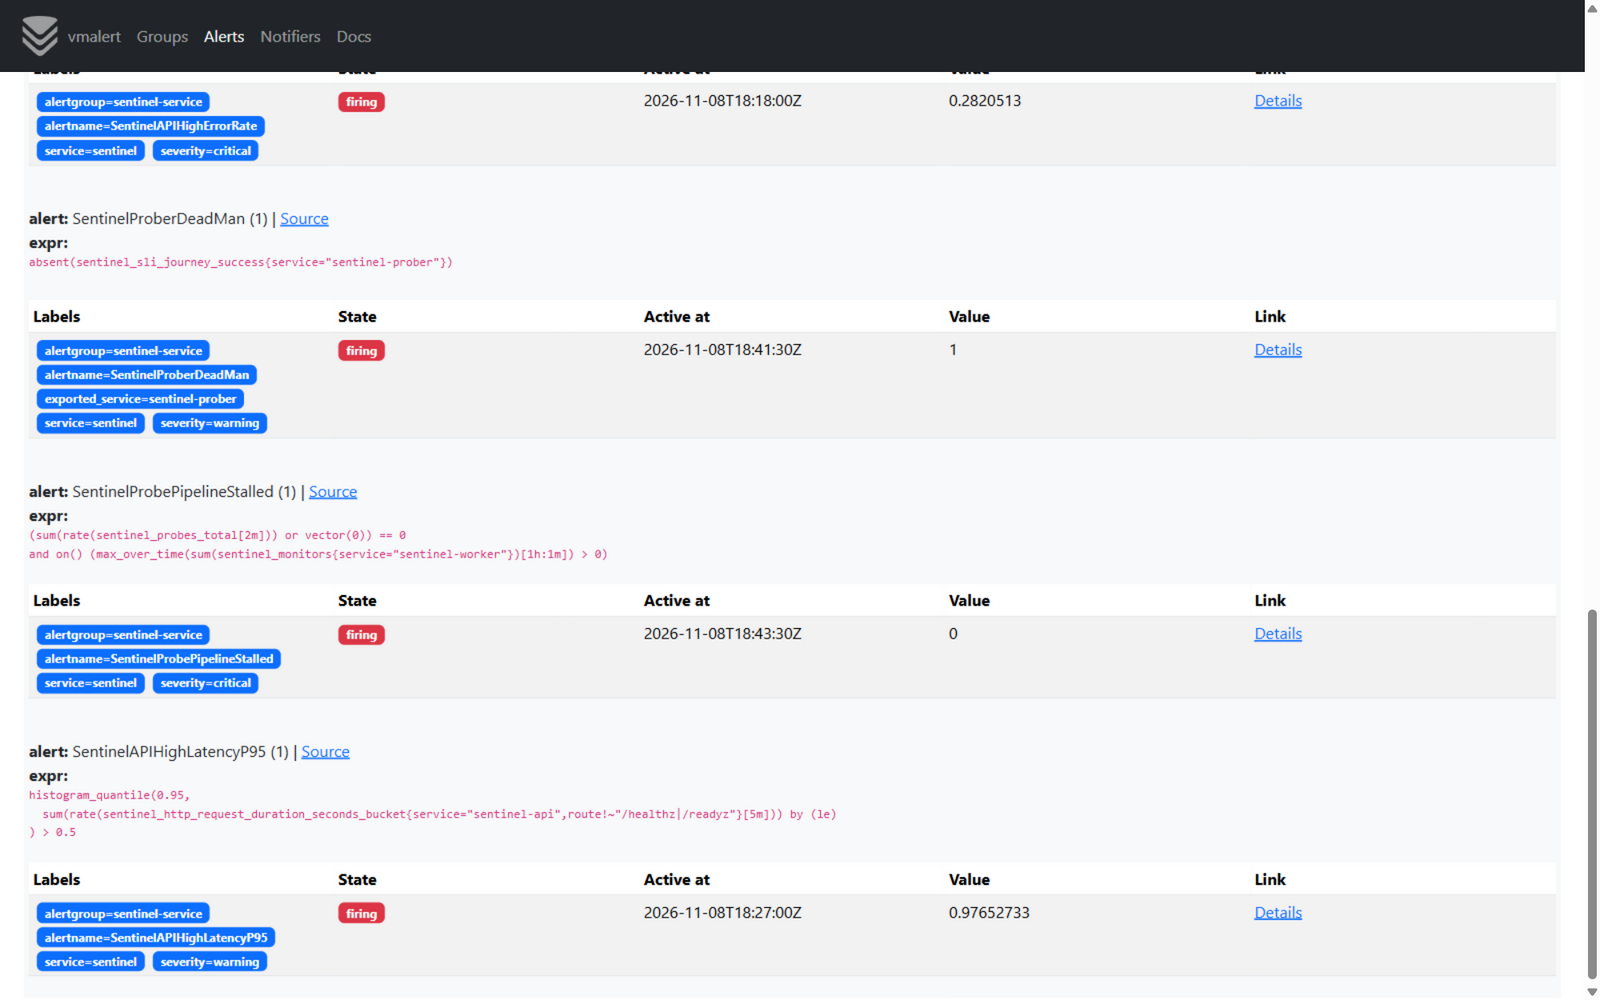 vmalert Groups Alerts Notifiers Docs
Labels State Active at Value Link
alertgroup=sentinel-service firing 2026-11-08T18:18:00Z 0.2820513 Details
alertname=SentinelAPIHighErrorRate
service=sentinel severity=critical
alert: SentinelProberDeadMan (1) | Source
expr:
absent(sentinel_sli_journey_success{service="sentinel-prober"})
Labels State Active at Value Link
alertgroup=sentinel-service firing 2026-11-08T18:41:30Z 1 Details
alertname=SentinelProberDeadMan
exported_service=sentinel-prober
service=sentinel severity=warning
alert: SentinelProbePipelineStalled (1) | Source
expr:
(sum(rate(sentinel_probes_total[2m])) or vector(0)) == 0
and on() (max_over_time(sum(sentinel_monitors{service="sentinel-worker"})[1h:1m]) > 0)
Labels State Active at Value Link
alertgroup=sentinel-service firing 2026-11-08T18:43:30Z 0 Details
alertname=SentinelProbePipelineStalled
service=sentinel severity=critical
alert: SentinelAPIHighLatencyP95 (1) | Source
expr:
histogram_quantile(0.95,
sum(rate(sentinel_http_request_duration_seconds_bucket{service="sentinel-api",route!~"/healthz|/readyz"}[5m])) by (le)
) > 0.5
Labels State Active at Value Link
alertgroup=sentinel-service firing 2026-11-08T18:27:00Z 0.97652733 Details
alertname=SentinelAPIHighLatencyP95
service=sentinel severity=warning